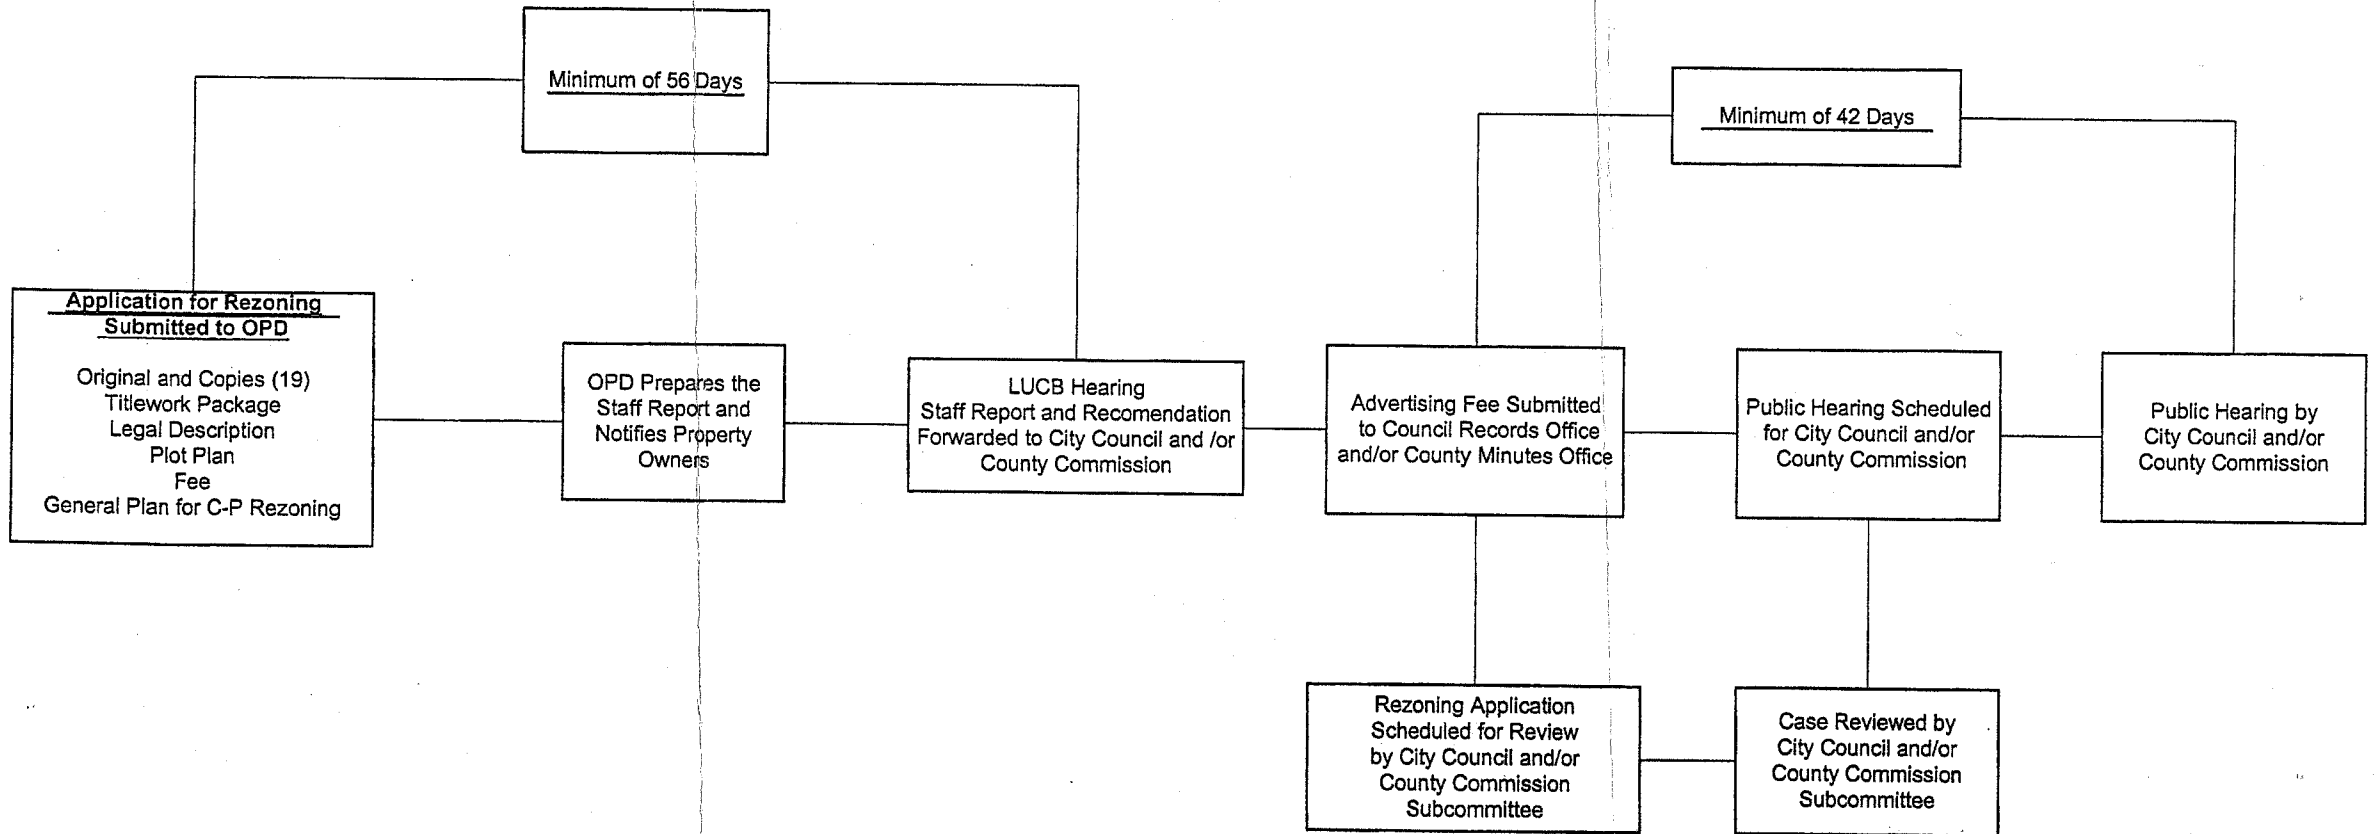 Minimum of 56 Days
Minimum of 42 Days
Application for Rezoning
Submitted to OPD
Original and Copies (19)
Titlework Package
Legal Description
Plot Plan
Fee
General Plan for C-P Rezoning
OPD Prepares the
Staff Report and
Notifies Property
Owners
LUCB Hearing
Staff Report and Recomendation
Forwarded to City Council and /or
County Commission
Advertising Fee Submitted
to Council Records Office
and/or County Minutes Office
Public Hearing Scheduled
for City Council and/or
County Commission
Public Hearing by
City Council and/or
County Commission
Rezoning Application
Scheduled for Review
by City Council and/or
County Commission
Subcommittee
Case Reviewed by
City Council and/or
County Commission
Subcommittee